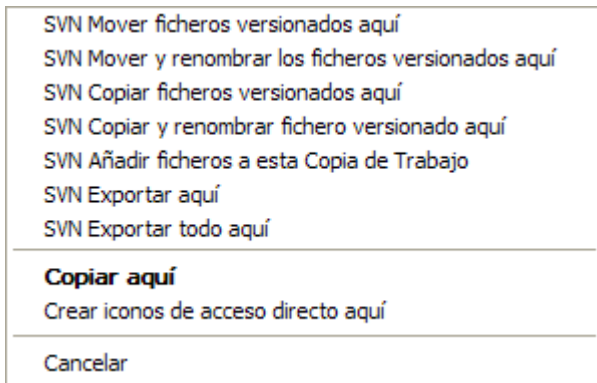 SVN Mover ficheros versionados aquí
SVN Mover y renombrar los ficheros versionados aquí
SVN Copiar ficheros versionados aquí
SVN Copiar y renombrar fichero versionado aquí
SVN Añadir ficheros a esta Copia de Trabajo
SVN Exportar aquí
SVN Exportar todo aquí
Copiar aquí
Crear iconos de acceso directo aquí
Cancelar